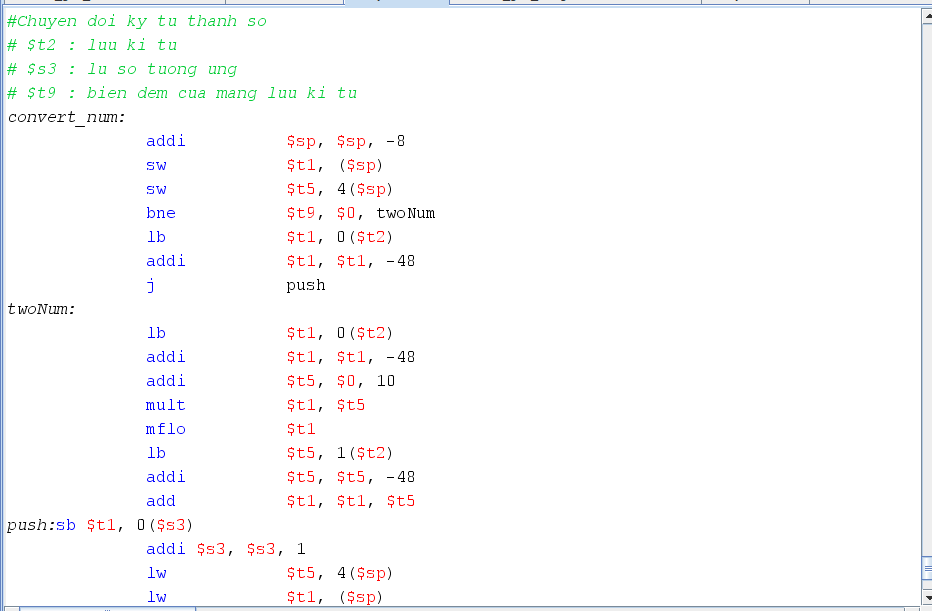 #Chuyen doi ky tu thanh so
# $t2 : luu ki tu
# $s3 : lu so tuong ung
# $t9 : bien dem cua mang luu ki tu
convert_num:
addi $sp, $sp, -8
sw $t1, ($sp)
sw $t5, 4($sp)
bne $t9, $0, twoNum
lb $t1, 0($t2)
addi $t1, $t1, -48
j push
twoNum:
lb $t1, 0($t2)
addi $t1, $t1, -48
addi $t5, $0, 10
mult $t1, $t5
mflo $t1
lb $t5, 1($t2)
addi $t5, $t5, -48
add $t1, $t1, $t5
push:sb $t1, 0($s3)
addi $s3, $s3, 1
lw $t5, 4($sp)
lw $t1, ($sp)